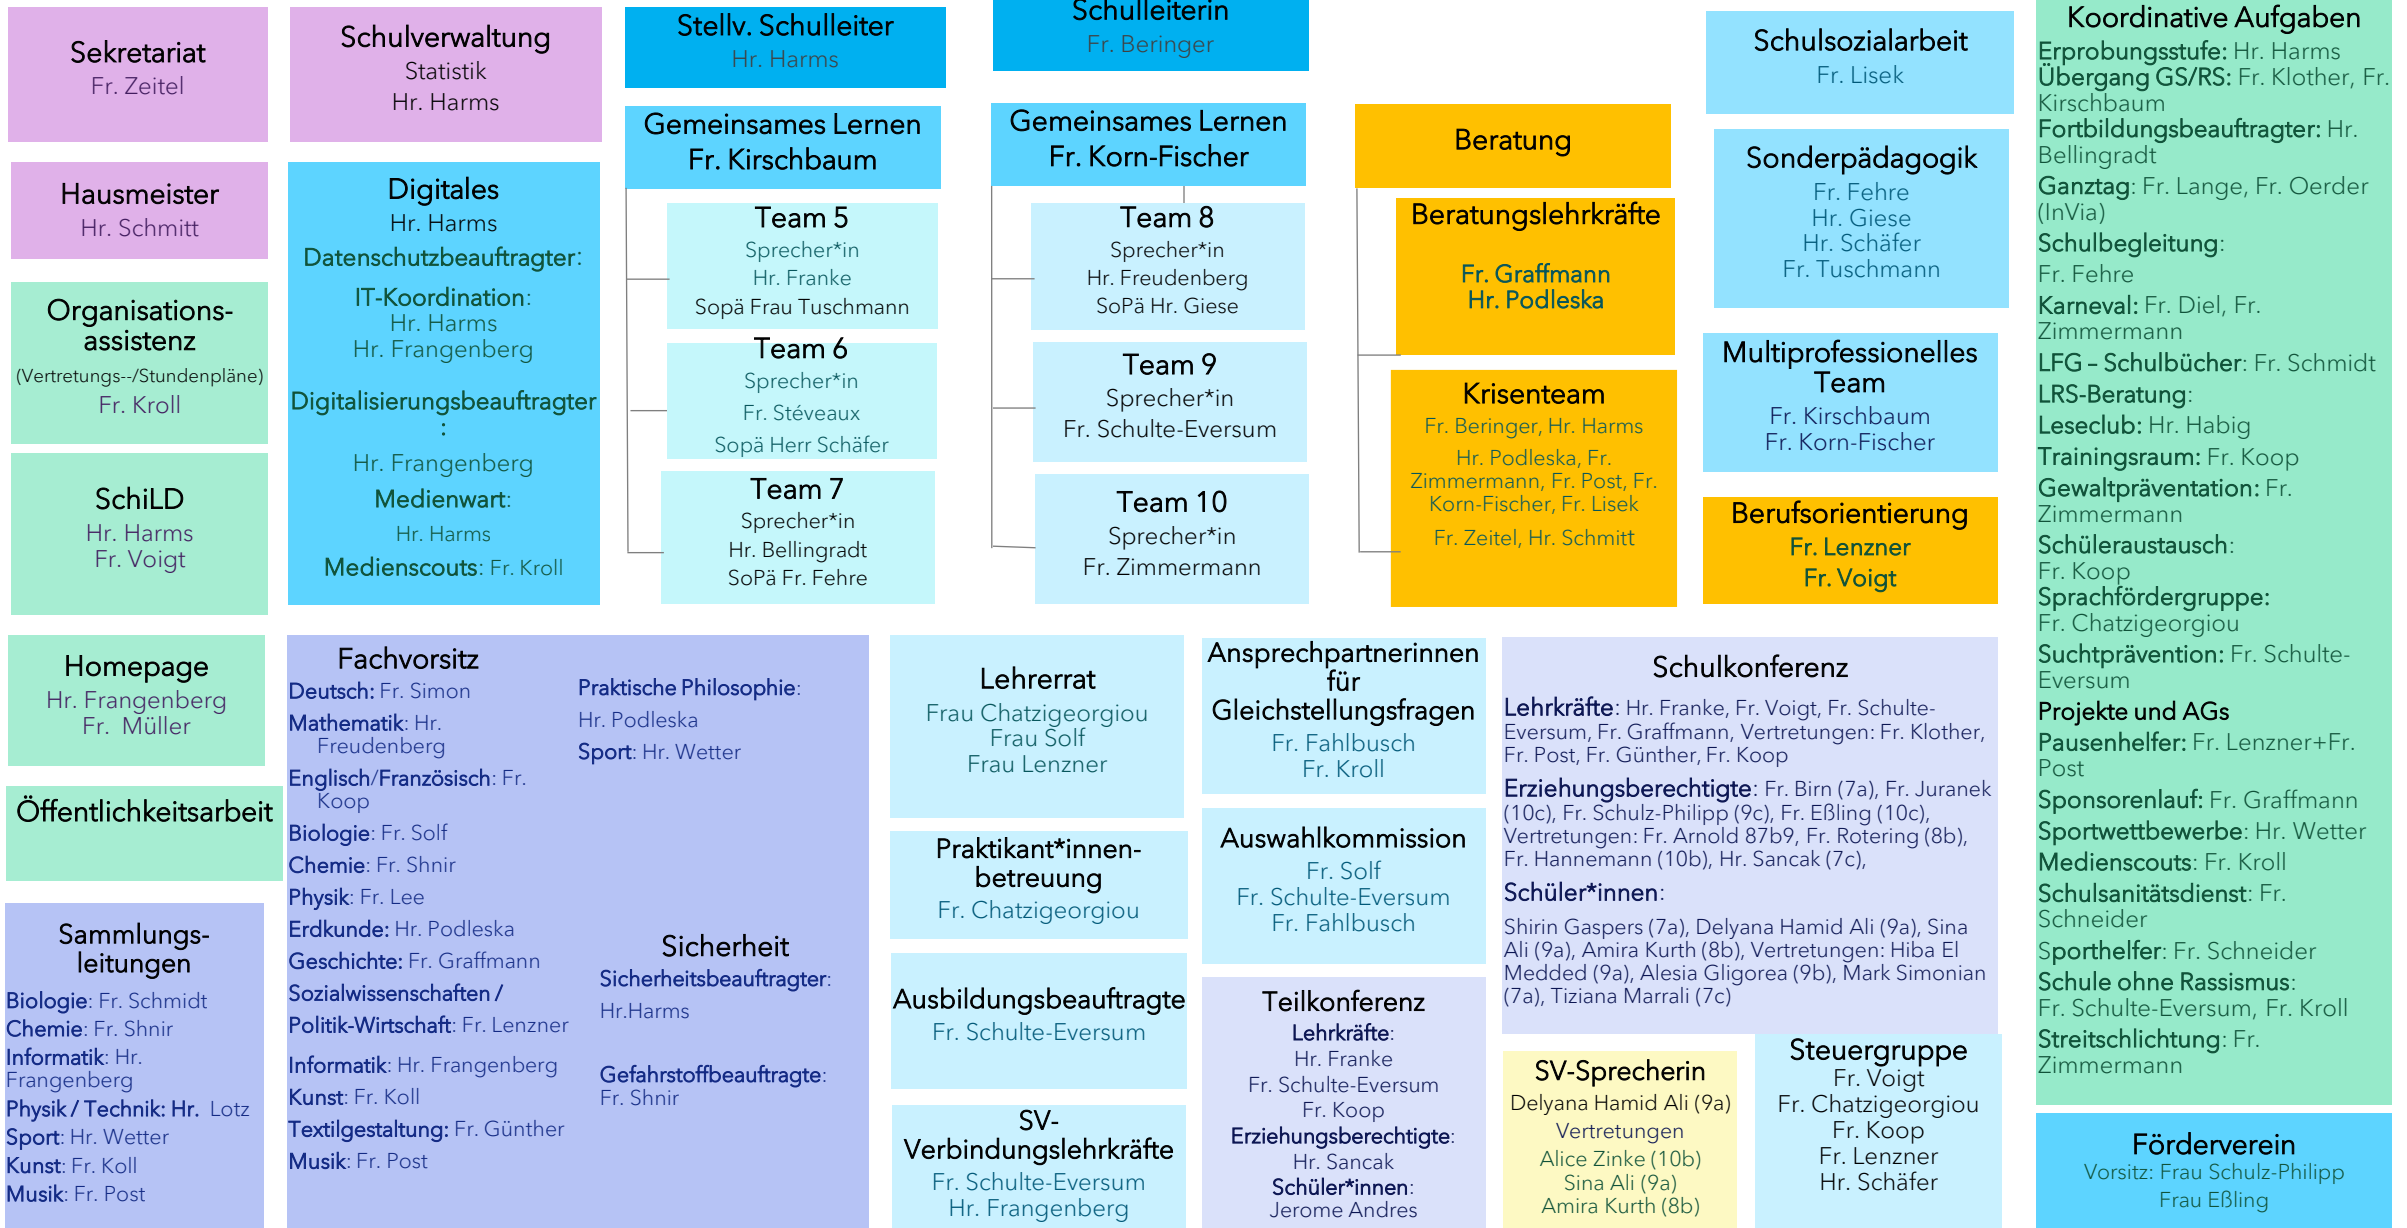 Sekretariat
Fr. Zeitel
Schulverwaltung
Statistik
Hr. Harms
Stellv. Schulleiter
Hr. Harms
Schulleiterin
Fr. Beringer
Hausmeister
Hr. Schmitt
Organisations-
assistenz
(Vertretungs--/Stundenpläne)
Fr. Kroll
SchiLD
Hr. Harms
Fr. Voigt
Homepage
Hr. Frangenberg
Fr. Müller
Öffentlichkeitsarbeit
Sammlungs-
leitungen
Biologie: Fr. Schmidt
Chemie: Fr. Shnir
Informatik: Hr.
Frangenberg
Physik / Technik: Hr. Lotz
Sport: Hr. Wetter
Kunst: Fr. Koll
Musik: Fr. Post
Digitales
Hr. Harms
Datenschutzbeauftragter:
IT-Koordination:
Hr. Harms
Hr. Frangenberg
Digitalisierungsbeauftragter
:
Hr. Frangenberg
Medienwart:
Hr. Harms
Medienscouts: Fr. Kroll
Gemeinsames Lernen
Fr. Kirschbaum
Team 5
Sprecher*in
Hr. Franke
Sopä Frau Tuschmann
Team 6
Sprecher*in
Fr. Stéveaux
Sopä Herr Schäfer
Team 7
Sprecher*in
Hr. Bellingradt
SoPä Fr. Fehre
Gemeinsames Lernen
Fr. Korn-Fischer
Team 8
Sprecher*in
Hr. Freudenberg
SoPä Hr. Giese
Team 9
Sprecher*in
Fr. Schulte-Eversum
Team 10
Sprecher*in
Fr. Zimmermann
Beratung
Beratungslehrkräfte
Fr. Graffmann
Hr. Podleska
Krisenteam
Fr. Beringer, Hr. Harms
Hr. Podleska, Fr.
Zimmermann, Fr. Post, Fr.
Korn-Fischer, Fr. Lisek
Fr. Zeitel, Hr. Schmitt
Schulsozialarbeit
Fr. Lisek
Sonderpädagogik
Fr. Fehre
Hr. Giese
Hr. Schäfer
Fr. Tuschmann
Multiprofessionelles
Team
Fr. Kirschbaum
Fr. Korn-Fischer
Berufsorientierung
Fr. Lenzner
Fr. Voigt
Fachvorsitz
Deutsch: Fr. Simon
Mathematik: Hr.
Freudenberg
Englisch/Französisch: Fr.
Koop
Biologie: Fr. Solf
Chemie: Fr. Shnir
Physik: Fr. Lee
Erdkunde: Hr. Podleska
Geschichte: Fr. Graffmann
Sozialwissenschaften /
Politik-Wirtschaft: Fr. Lenzner
Informatik: Hr. Frangenberg
Kunst: Fr. Koll
Textilgestaltung: Fr. Günther
Musik: Fr. Post
Praktische Philosophie:
Hr. Podleska
Sport: Hr. Wetter
Sicherheit
Sicherheitsbeauftragter:
Hr.Harms
Gefahrstoffbeauftragte:
Fr. Shnir
Lehrerrat
Frau Chatzigeorgiou
Frau Solf
Frau Lenzner
Praktikant*innen-
betreuung
Fr. Chatzigeorgiou
Ausbildungsbeauftragte
Fr. Schulte-Eversum
SV-
Verbindungslehrkräfte
Fr. Schulte-Eversum
Hr. Frangenberg
Ansprechpartnerinnen
für
Gleichstellungsfragen
Fr. Fahlbusch
Fr. Kroll
Auswahlkommission
Fr. Solf
Fr. Schulte-Eversum
Fr. Fahlbusch
Teilkonferenz
Lehrkräfte:
Hr. Franke
Fr. Schulte-Eversum
Fr. Koop
Erziehungsberechtigte:
Hr. Sancak
Schüler*innen:
Jerome Andres
Schulkonferenz
Lehrkräfte: Hr. Franke, Fr. Voigt, Fr. Schulte-
Eversum, Fr. Graffmann, Vertretungen: Fr. Klother,
Fr. Post, Fr. Günther, Fr. Koop
Erziehungsberechtigte: Fr. Birn (7a), Fr. Juranek
(10c), Fr. Schulz-Philipp (9c), Fr. Eßling (10c),
Vertretungen: Fr. Arnold 87b9, Fr. Rotering (8b),
Fr. Hannemann (10b), Hr. Sancak (7c),
Schüler*innen:
Shirin Gaspers (7a), Delyana Hamid Ali (9a), Sina
Ali (9a), Amira Kurth (8b), Vertretungen: Hiba El
Medded (9a), Alesia Gligorea (9b), Mark Simonian
(7a), Tiziana Marrali (7c)
SV-Sprecherin
Delyana Hamid Ali (9a)
Vertretungen
Alice Zinke (10b)
Sina Ali (9a)
Amira Kurth (8b)
Steuergruppe
Fr. Voigt
Fr. Chatzigeorgiou
Fr. Koop
Fr. Lenzner
Hr. Schäfer
Koordinative Aufgaben
Erprobungsstufe: Hr. Harms
Übergang GS/RS: Fr. Klother, Fr.
Kirschbaum
Fortbildungsbeauftragter: Hr.
Bellingradt
Ganztag: Fr. Lange, Fr. Oerder
(InVia)
Schulbegleitung:
Fr. Fehre
Karneval: Fr. Diel, Fr.
Zimmermann
LFG – Schulbücher: Fr. Schmidt
LRS-Beratung:
Leseclub: Hr. Habig
Trainingsraum: Fr. Koop
Gewaltpräventation: Fr.
Zimmermann
Schüleraustausch:
Fr. Koop
Sprachfördergruppe:
Fr. Chatzigeorgiou
Suchtprävention: Fr. Schulte-
Eversum
Projekte und AGs
Pausenhelfer: Fr. Lenzner+Fr.
Post
Sponsorenlauf: Fr. Graffmann
Sportwettbewerbe: Hr. Wetter
Medienscouts: Fr. Kroll
Schulsanitätsdienst: Fr.
Schneider
Sporthelfer: Fr. Schneider
Schule ohne Rassismus:
Fr. Schulte-Eversum, Fr. Kroll
Streitschlichtung: Fr.
Zimmermann
Förderverein
Vorsitz: Frau Schulz-Philipp
Frau Eßling